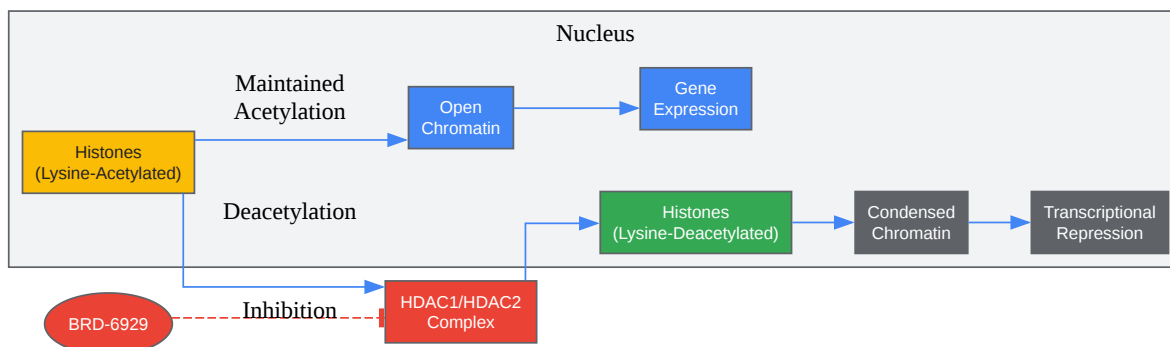 Nucleus
Maintained
Acetylation
Open
Chromatin
Gene
Expression
Histones
(Lysine-Acetylated)
Deacetylation
Histones
(Lysine-Deacetylated)
Condensed
Chromatin
Transcriptional
Repression
BRD-6929
Inhibition
HDAC1/HDAC2
Complex